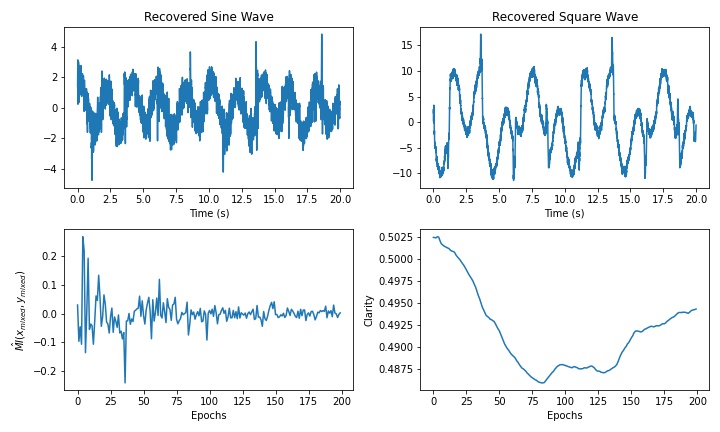 Recovered Sine Wave
4
2
0
−2
−4
0.0 2.5 5.0 7.5 10.0 12.5 15.0 17.5 20.0
Time (s)
Recovered Square Wave
15
10
5
0
−5
−10
0.0 2.5 5.0 7.5 10.0 12.5 15.0 17.5 20.0
Time (s)
M̂I(x_mixed, y_mixed)
0.2
0.1
0.0
−0.1
−0.2
0 25 50 75 100 125 150 175 200
Epochs
Clarity
0.5025
0.5000
0.4975
0.4950
0.4925
0.4900
0.4875
0 25 50 75 100 125 150 175 200
Epochs